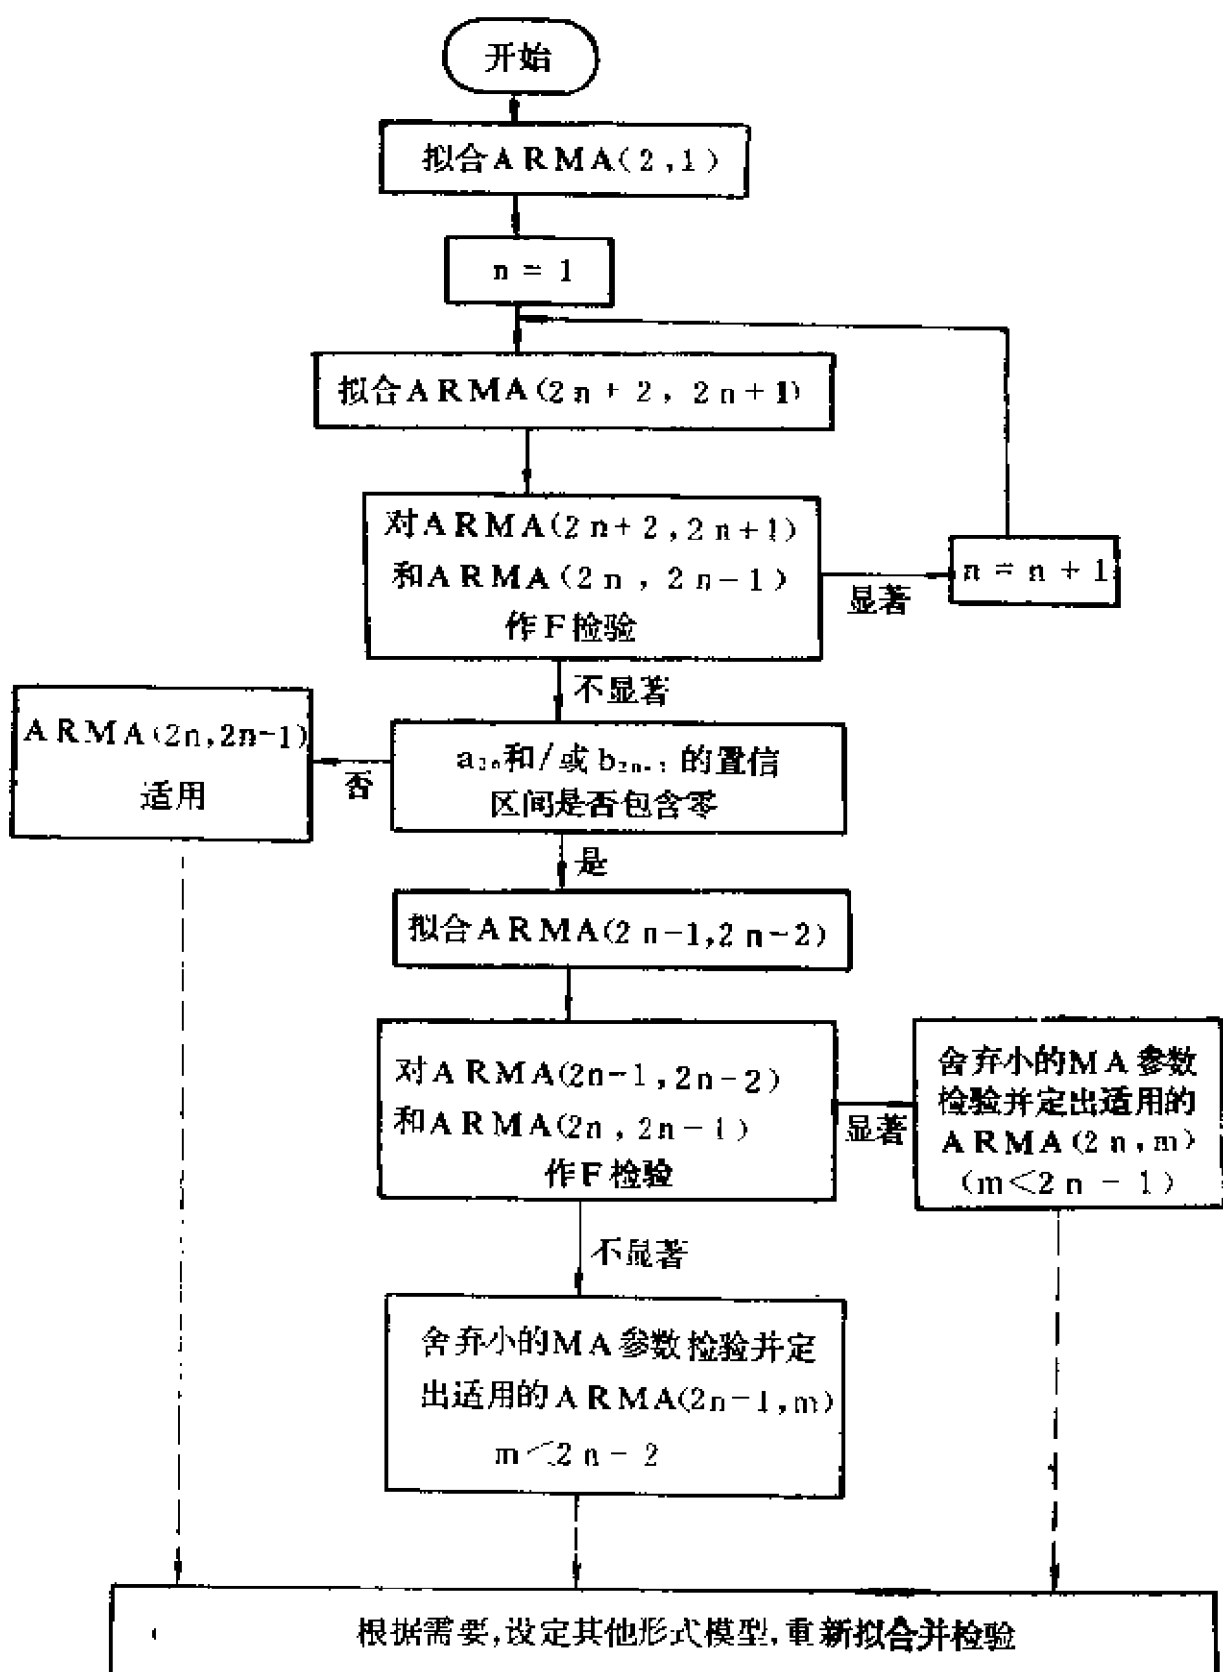 开始
拟合ARMA(2,1)
n = 1
拟合ARMA(2n+2, 2n+1)
对ARMA(2n+2,2n+1)
和ARMA(2n, 2n-1)
作F检验
显著
n = n + 1
不显著
ARMA(2n,2n-1)
适用
否
a₂ₙ和/或 的置信
区间是否包含零
是
拟合ARMA(2n-1,2n-2)
对ARMA(2n-1,2n-2)
和ARMA(2n, 2n-1)
作F检验
显著
舍弃小的MA参数
检验并定出适用的
ARMA(2n,m)
(m<2n-1)
不显著
舍弃小的MA参数检验并定
出适用的ARMA(2n-1,m)
m<2n-2
根据需要,设定其他形式模型,重新拟合并检验